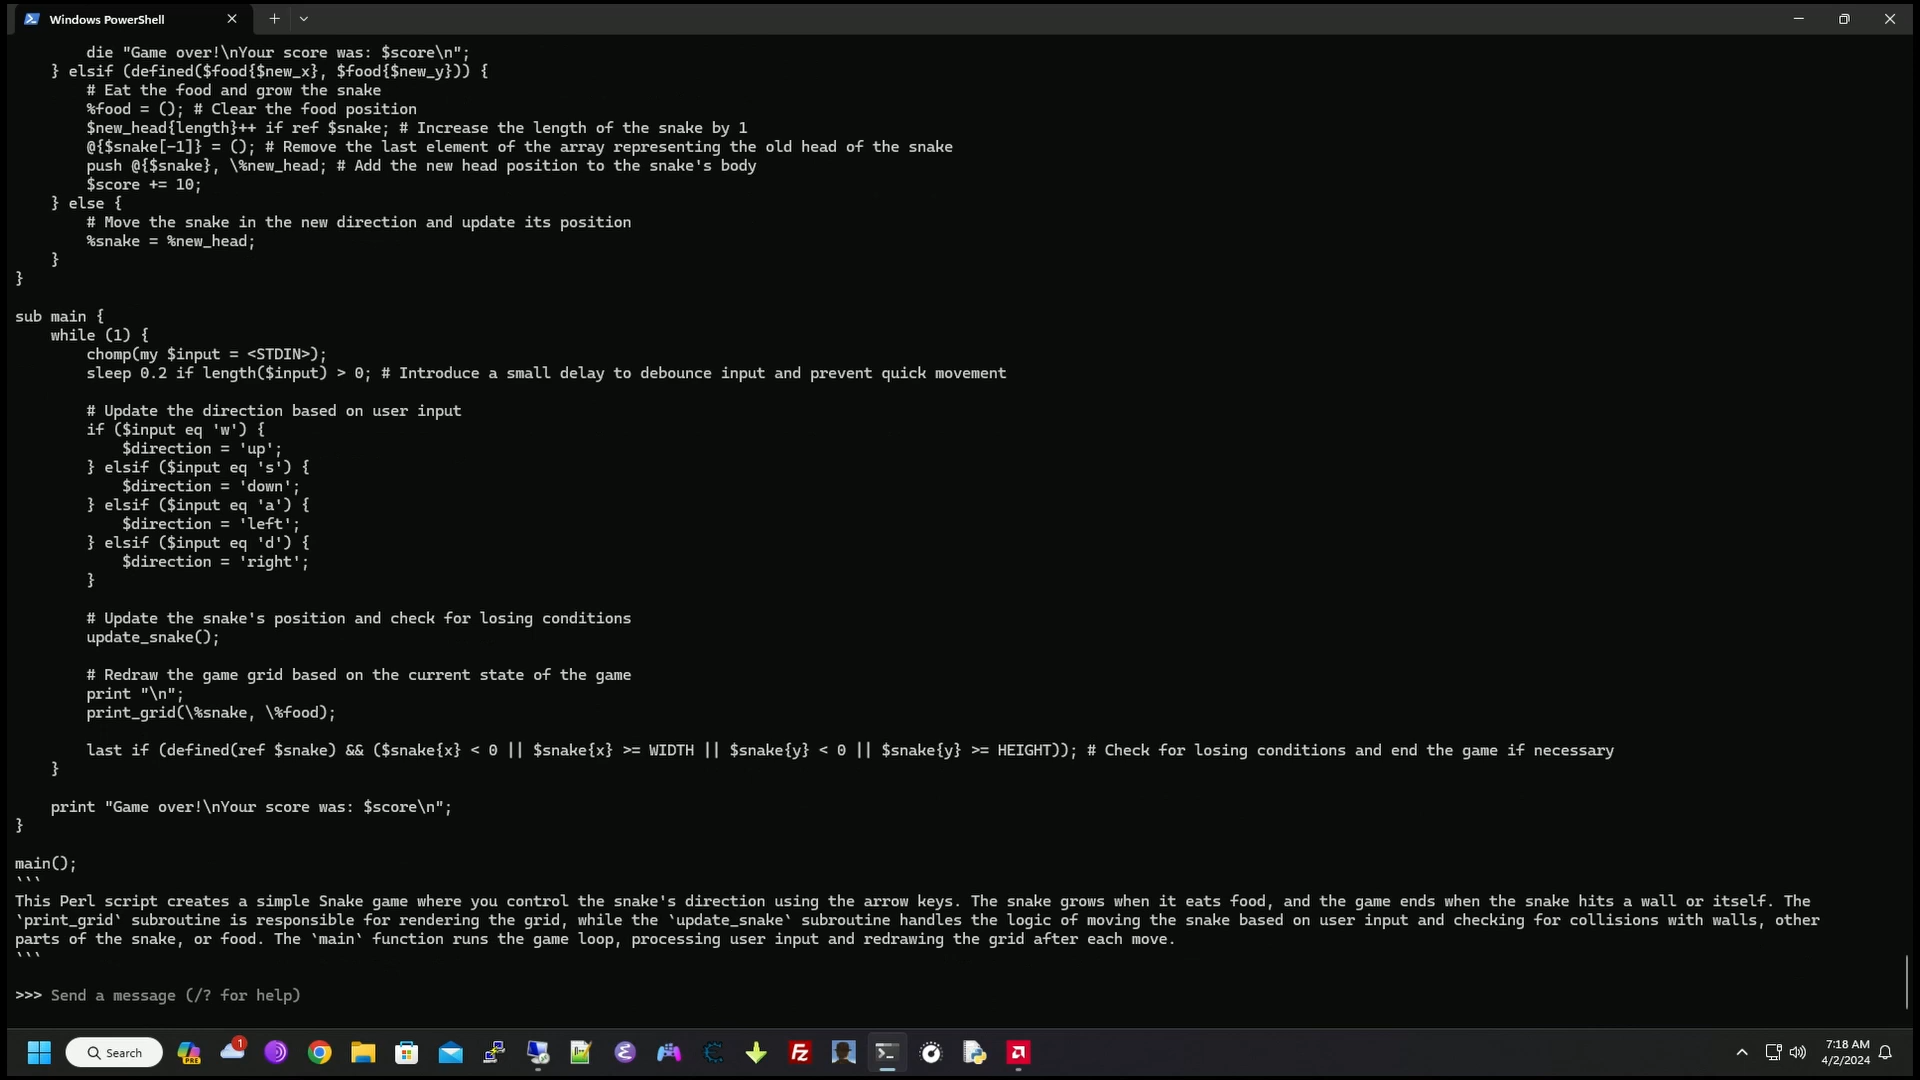 Windows PowerShell
        die "Game over!\nYour score was: $score\n";
    } elsif (defined($food{$new_x}, $food{$new_y})) {
        # Eat the food and grow the snake
        %food = (); # Clear the food position
        $new_head{length}++ if ref $snake; # Increase the length of the snake by 1
        @{$snake[-1]} = (); # Remove the last element of the array representing the old head of the snake
        push @{$snake}, \%new_head; # Add the new head position to the snake's body
        $score += 10;
    } else {
        # Move the snake in the new direction and update its position
        %snake = %new_head;
    }
}
sub main {
    while (1) {
        chomp(my $input = <STDIN>);
        sleep 0.2 if length($input) > 0; # Introduce a small delay to debounce input and prevent quick movement
        # Update the direction based on user input
        if ($input eq 'w') {
            $direction = 'up';
        } elsif ($input eq 's') {
            $direction = 'down';
        } elsif ($input eq 'a') {
            $direction = 'left';
        } elsif ($input eq 'd') {
            $direction = 'right';
        }
        # Update the snake's position and check for losing conditions
        update_snake();
        # Redraw the game grid based on the current state of the game
        print "\n";
        print_grid(\%snake, \%food);
        last if (defined(ref $snake) && ($snake{x} < 0 || $snake{x} >= WIDTH || $snake{y} < 0 || $snake{y} >= HEIGHT)); # Check for losing conditions and end the game if necessary
    }
    print "Game over!\nYour score was: $score\n";
}
main();
```
This Perl script creates a simple Snake game where you control the snake's direction using the arrow keys. The snake grows when it eats food, and the game ends when the snake hits a wall or itself. The
`print_grid` subroutine is responsible for rendering the grid, while the `update_snake` subroutine handles the logic of moving the snake based on user input and checking for collisions with walls, other
parts of the snake, or food. The `main` function runs the game loop, processing user input and redrawing the grid after each move.
```
>>> Send a message (/? for help)
Search
PRE
1
FZ
7:18 AM
4/2/2024